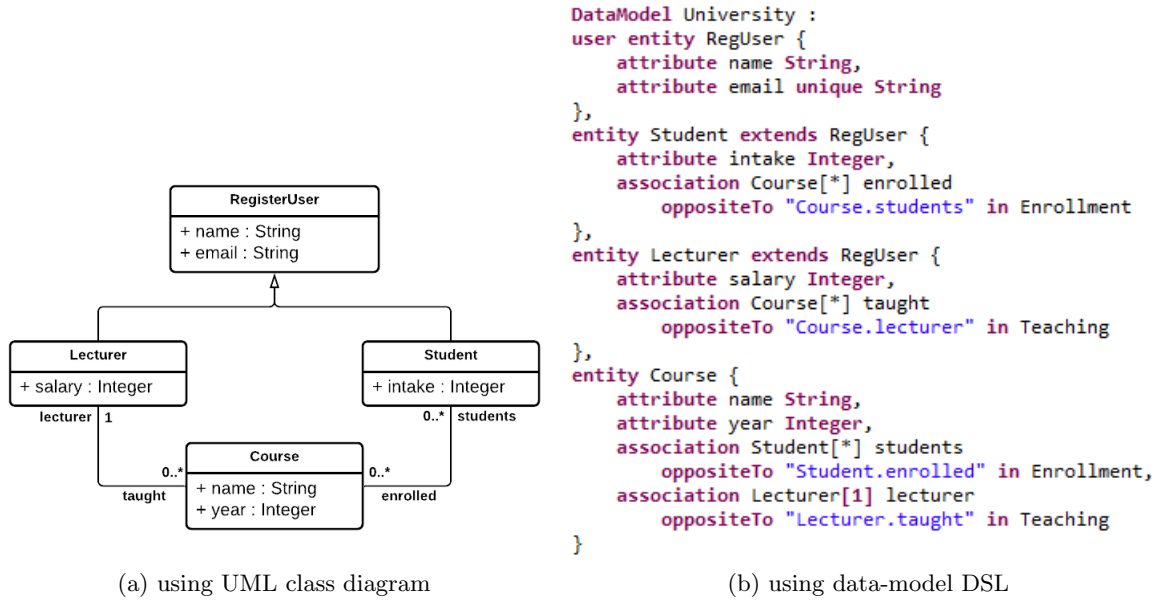 RegisterUser
+ name : String
+ email : String
Lecturer
+ salary : Integer
Student
+ intake : Integer
lecturer 1
0..* students
Course
+ name : String
+ year : Integer
0..*
taught
0..*
enrolled
(a) using UML class diagram
DataModel University :
user entity RegUser {
    attribute name String,
    attribute email unique String
},
entity Student extends RegUser {
    attribute intake Integer,
    association Course[*] enrolled
        oppositeTo "Course.students" in Enrollment
},
entity Lecturer extends RegUser {
    attribute salary Integer,
    association Course[*] taught
        oppositeTo "Course.lecturer" in Teaching
},
entity Course {
    attribute name String,
    attribute year Integer,
    association Student[*] students
        oppositeTo "Student.enrolled" in Enrollment,
    association Lecturer[1] lecturer
        oppositeTo "Lecturer.taught" in Teaching
}
(b) using data-model DSL